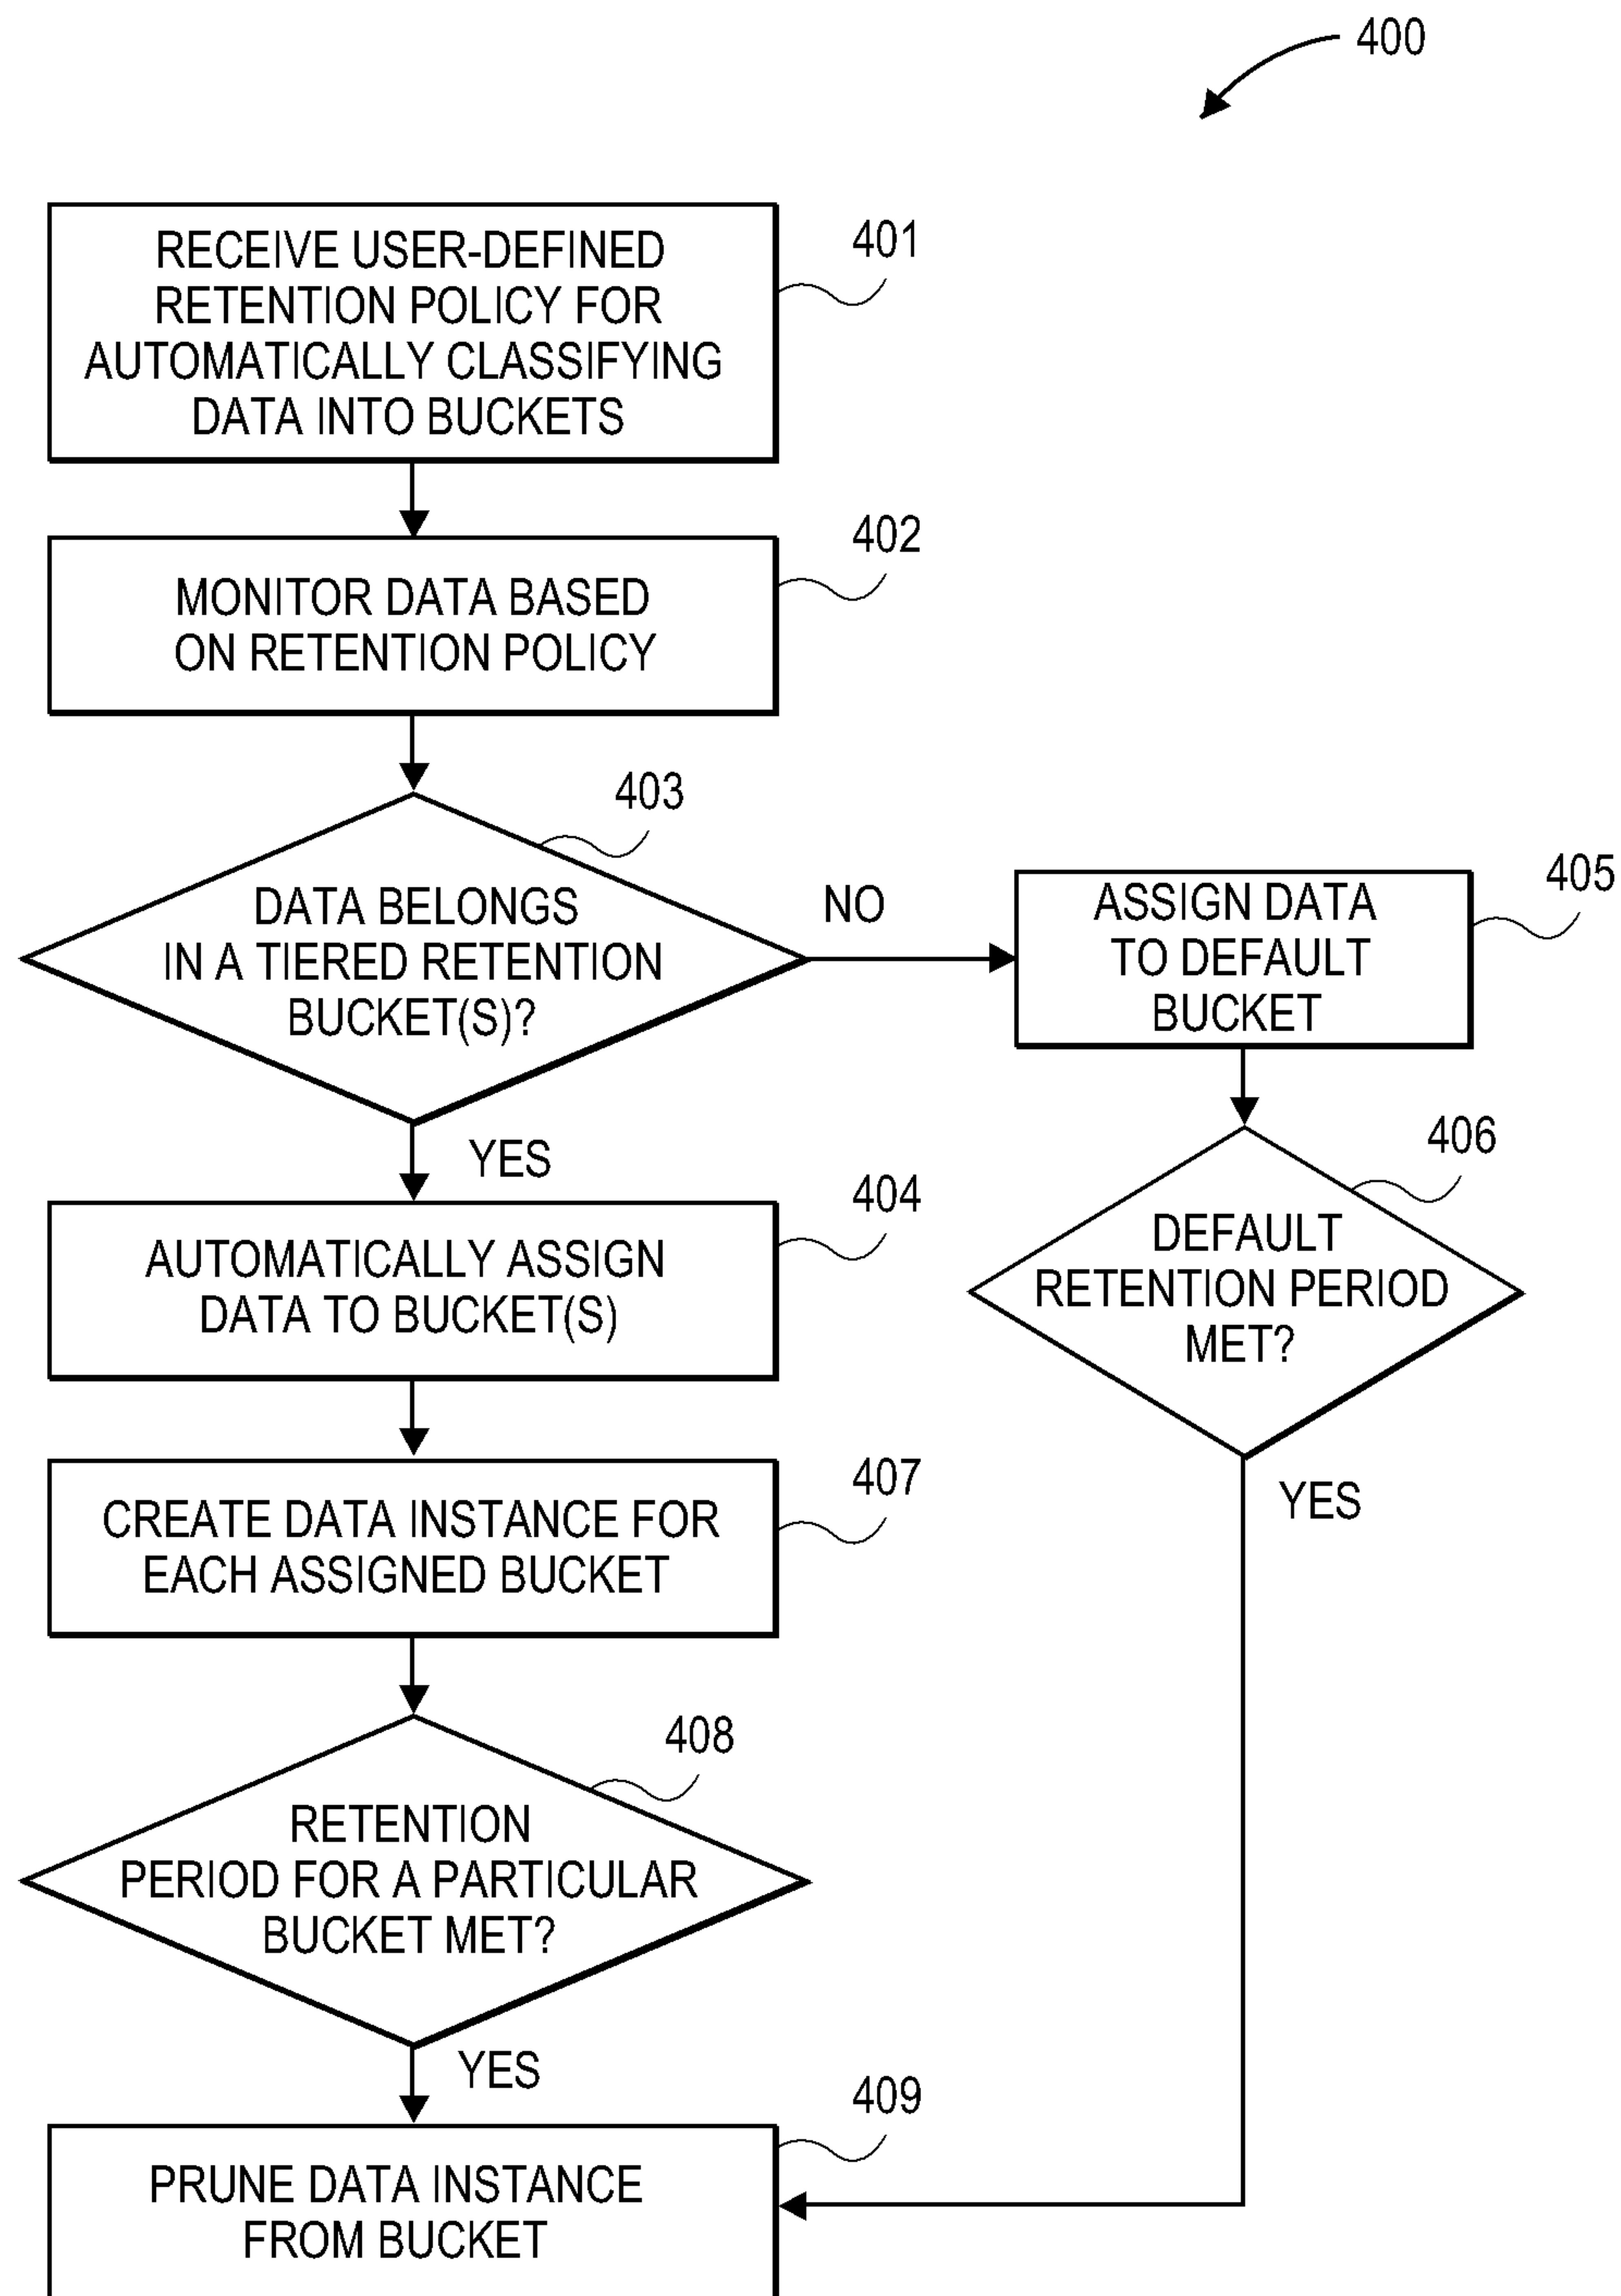 400
RECEIVE USER-DEFINED
RETENTION POLICY FOR
AUTOMATICALLY CLASSIFYING
DATA INTO BUCKETS
401
MONITOR DATA BASED
ON RETENTION POLICY
402
403
DATA BELONGS
IN A TIERED RETENTION
BUCKET(S)?
NO
ASSIGN DATA
TO DEFAULT
BUCKET
405
YES
406
DEFAULT
RETENTION PERIOD
MET?
YES
404
AUTOMATICALLY ASSIGN
DATA TO BUCKET(S)
407
CREATE DATA INSTANCE FOR
EACH ASSIGNED BUCKET
408
RETENTION
PERIOD FOR A PARTICULAR
BUCKET MET?
YES
409
PRUNE DATA INSTANCE
FROM BUCKET